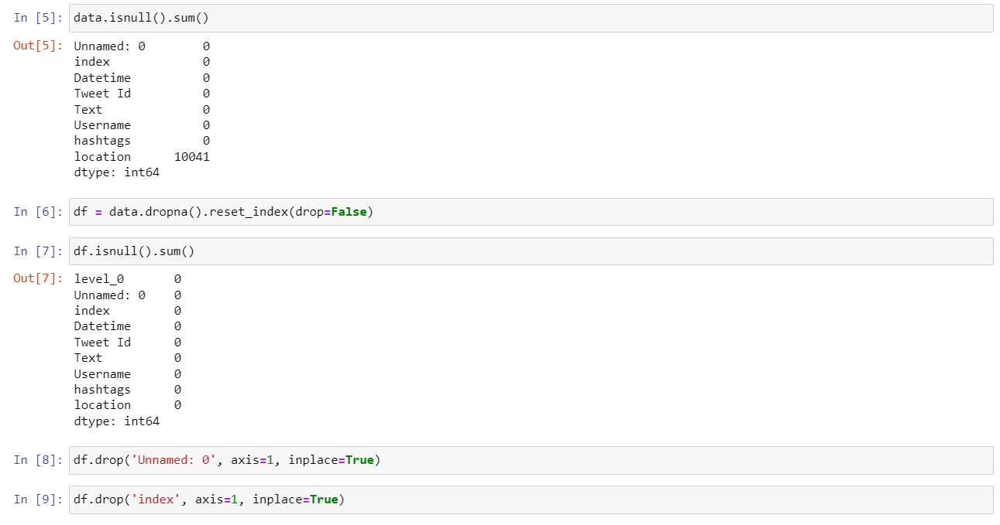 In [5]: data.isnull().sum()
Out[5]: Unnamed: 0        0
index             0
Datetime          0
Tweet Id          0
Text              0
Username          0
hashtags          0
location      10041
dtype: int64
In [6]: df = data.dropna().reset_index(drop=False)
In [7]: df.isnull().sum()
Out[7]: level_0       0
Unnamed: 0    0
index         0
Datetime      0
Tweet Id      0
Text          0
Username      0
hashtags      0
location      0
dtype: int64
In [8]: df.drop('Unnamed: 0', axis=1, inplace=True)
In [9]: df.drop('index', axis=1, inplace=True)